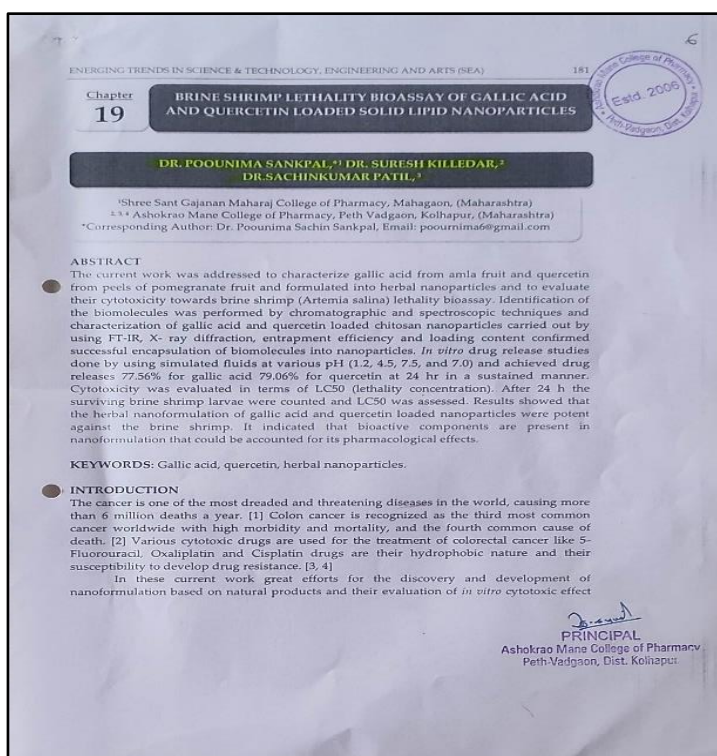 6
ENERGING TRENDS IN SCIENCE & TECHNOLOGY, ENGINEERING AND ARTS (SEA) 181
Ashokrao Mane College of Pharmacy
Estd. 2006
Peth-Vadgaon, Dist. Kolhapur
Chapter
19
BRINE SHRIMP LETHALITY BIOASSAY OF GALLIC ACID
AND QUERCETIN LOADED SOLID LIPID NANOPARTICLES
DR. POOUNIMA SANKPAL,*¹ DR. SURESH KILLEDAR,²
DR.SACHINKUMAR PATIL,³
¹Shree Sant Gajanan Maharaj College of Pharmacy, Mahagaon, (Maharashtra)
²,³,⁴ Ashokrao Mane College of Pharmacy, Peth Vadgaon, Kolhapur, (Maharashtra)
*Corresponding Author: Dr. Poounima Sachin Sankpal, Email: poournima6@gmail.com
ABSTRACT
The current work was addressed to characterize gallic acid from amla fruit and quercetin
from peels of pomegranate fruit and formulated into herbal nanoparticles and to evaluate
their cytotoxicity towards brine shrimp (Artemia salina) lethality bioassay. Identification of
the biomolecules was performed by chromatographic and spectroscopic techniques and
characterization of gallic acid and quercetin loaded chitosan nanoparticles carried out by
using FT-IR, X- ray diffraction, entrapment efficiency and loading content confirmed
successful encapsulation of biomolecules into nanoparticles. In vitro drug release studies
done by using simulated fluids at various pH (1.2, 4.5, 7.5, and 7.0) and achieved drug
releases 77.56% for gallic acid 79.06% for quercetin at 24 hr in a sustained manner.
Cytotoxicity was evaluated in terms of LC50 (lethality concentration). After 24 h the
surviving brine shrimp larvae were counted and LC50 was assessed. Results showed that
the herbal nanoformulation of gallic acid and quercetin loaded nanoparticles were potent
against the brine shrimp. It indicated that bioactive components are present in
nanoformulation that could be accounted for its pharmacological effects.
KEYWORDS: Gallic acid, quercetin, herbal nanoparticles.
INTRODUCTION
The cancer is one of the most dreaded and threatening diseases in the world, causing more
than 6 million deaths a year. [1] Colon cancer is recognized as the third most common
cancer worldwide with high morbidity and mortality, and the fourth common cause of
death. [2] Various cytotoxic drugs are used for the treatment of colorectal cancer like 5-
Fluorouracil, Oxaliplatin and Cisplatin drugs are their hydrophobic nature and their
susceptibility to develop drug resistance. [3, 4]
In these current work great efforts for the discovery and development of
nanoformulation based on natural products and their evaluation of in vitro cytotoxic effect
PRINCIPAL
Ashokrao Mane College of Pharmacy
Peth-Vadgaon, Dist. Kolhapur.